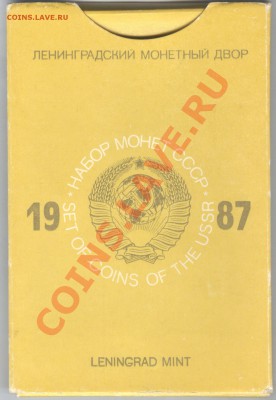 COINS.LAV.RU
ЛЕНИНГРАДСКИЙ МОНЕТНЫЙ ДВОР
• НАБОР МОНЕТ СССР •
19 87
SET OF COINS OF THE USSR
COINS.LAVE.RU
LENINGRAD MINT